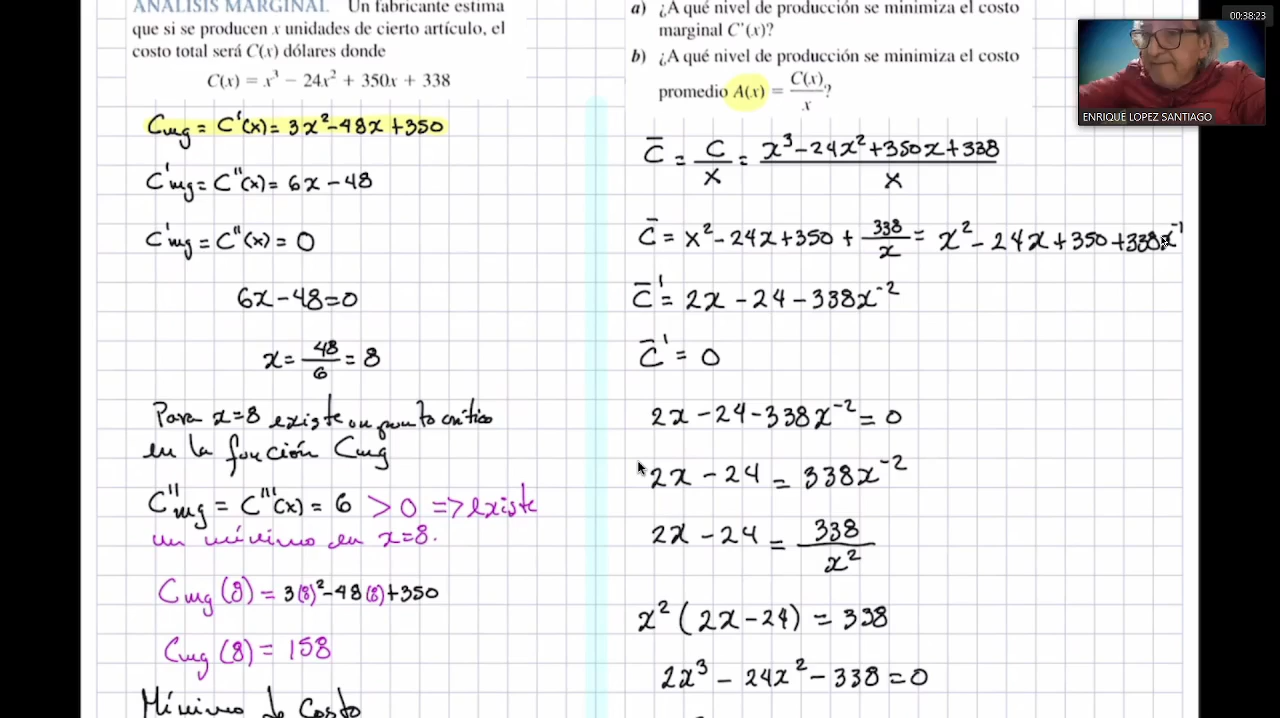 ANÁLISIS MARGINAL Un fabricante estima
que si se producen x unidades de cierto artículo, el
costo total será C(x) dólares donde
C(x) = x³ − 24x² + 350x + 338
Cmg = C'(x) = 3x² − 48x + 350
C'mg = C''(x) = 6x − 48
C'mg = C''(x) = 0
6x − 48 = 0
x = 48/6 = 8
Para x=8 existe un punto crítico
en la función Cmg
C''mg = C'''(x) = 6 > 0 => existe
un mínimo en x=8.
Cmg (8) = 3(8)² − 48(8) + 350
Cmg (8) = 158
Mínimo de Costo
a) ¿A qué nivel de producción se minimiza el costo
marginal C'(x)?
b) ¿A qué nivel de producción se minimiza el costo
promedio A(x) = C(x)/x?
C̄ = C/x = x³ − 24x² + 350x + 338 / x
C̄ = x² − 24x + 350 + 338/x = x² − 24x + 350 + 338x⁻¹
C̄' = 2x − 24 − 338x⁻²
C̄' = 0
2x − 24 − 338x⁻² = 0
2x − 24 = 338x⁻²
2x − 24 = 338/x²
x² (2x − 24) = 338
2x³ − 24x² − 338 = 0
00:38:23
ENRIQUE LOPEZ SANTIAGO